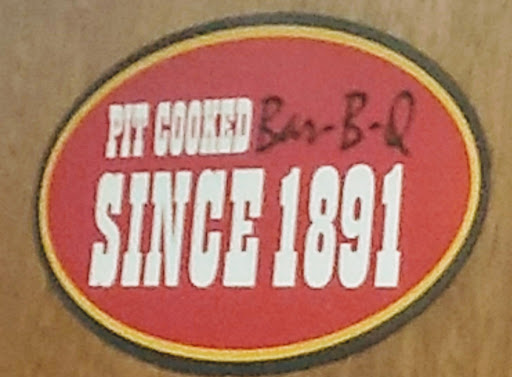 PIT COOKED Bar-B-Q
SINCE 1891